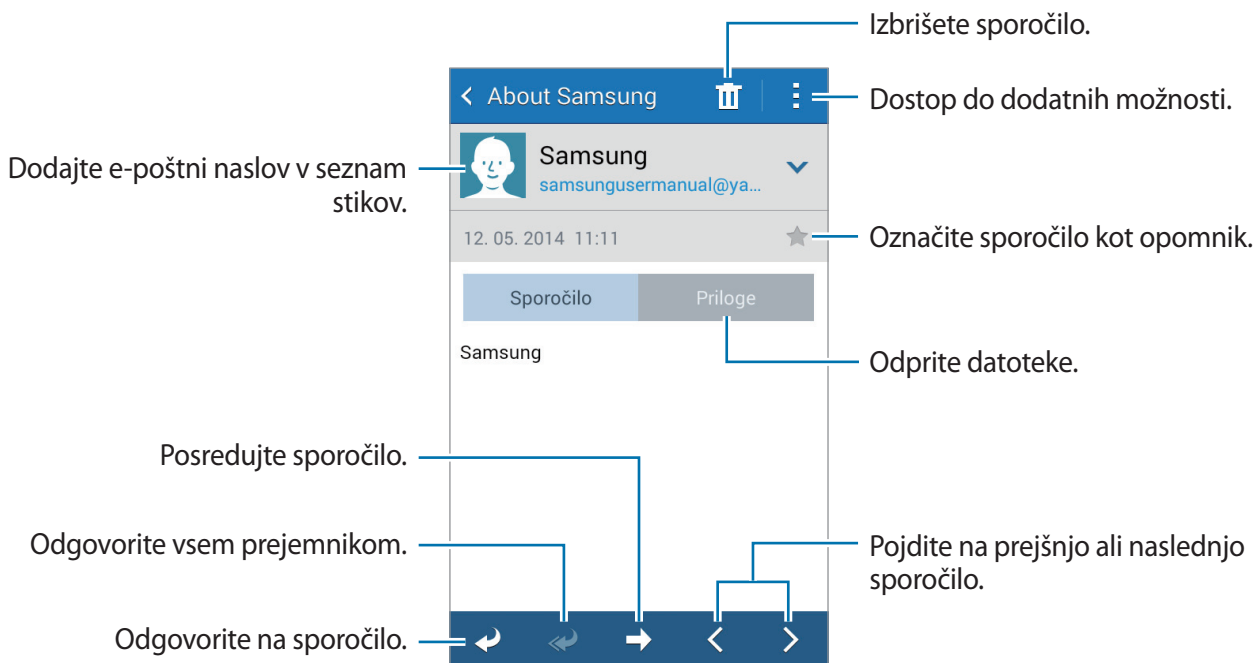 Izbrišete sporočilo.
About Samsung
Dostop do dodatnih možnosti.
Dodajte e-poštni naslov v seznam
stikov.
Samsung
samsungusermanual@ya...
12. 05. 2014 11:11
Označite sporočilo kot opomnik.
Sporočilo
Priloge
Samsung
Odprite datoteke.
Posredujte sporočilo.
Odgovorite vsem prejemnikom.
Pojdite na prejšnjo ali naslednjo
sporočilo.
Odgovorite na sporočilo.